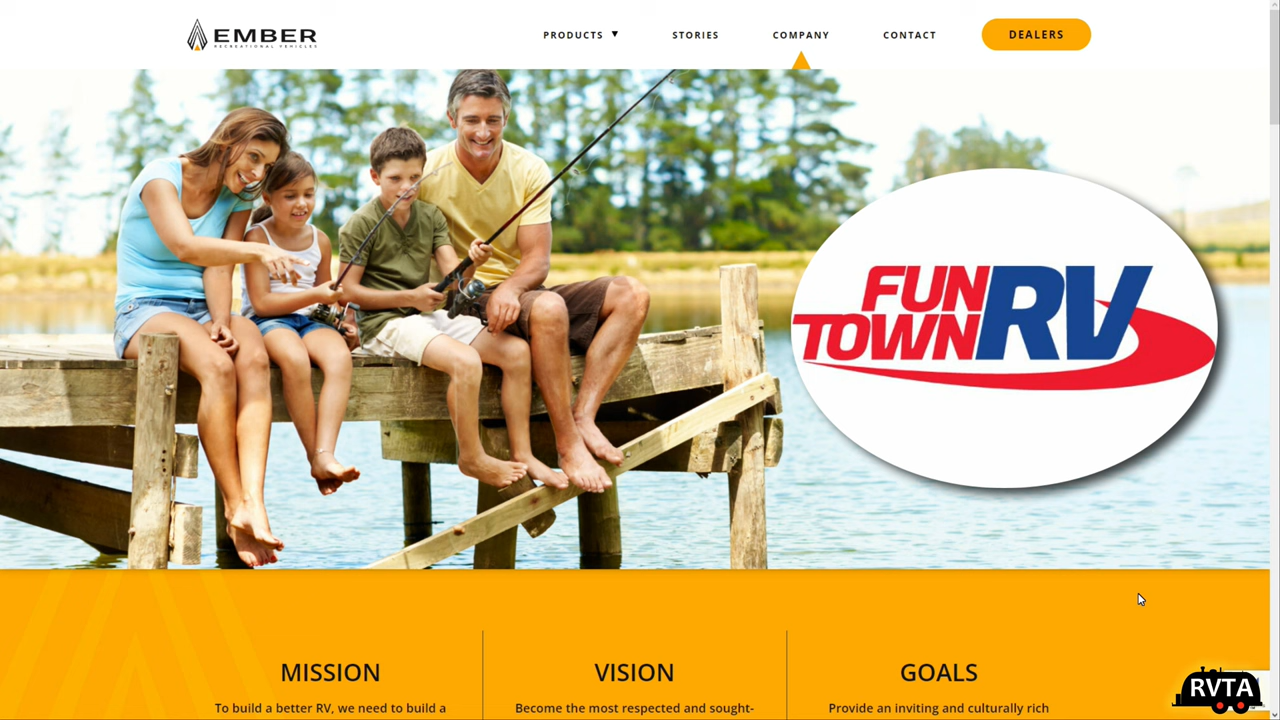 EMBER
RECREATIONAL VEHICLES
PRODUCTS ▼
STORIES
COMPANY
CONTACT
DEALERS
FUN
TOWN
RV
MISSION
To build a better RV, we need to build a
VISION
Become the most respected and sought-
GOALS
Provide an inviting and culturally rich
RVTA